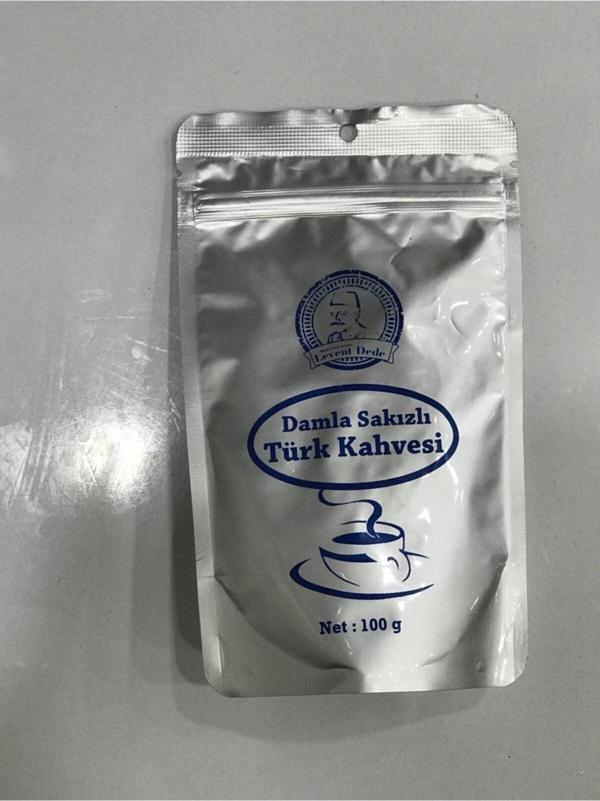 Levent Dede
Damla Sakızlı
Türk Kahvesi
Net : 100 g